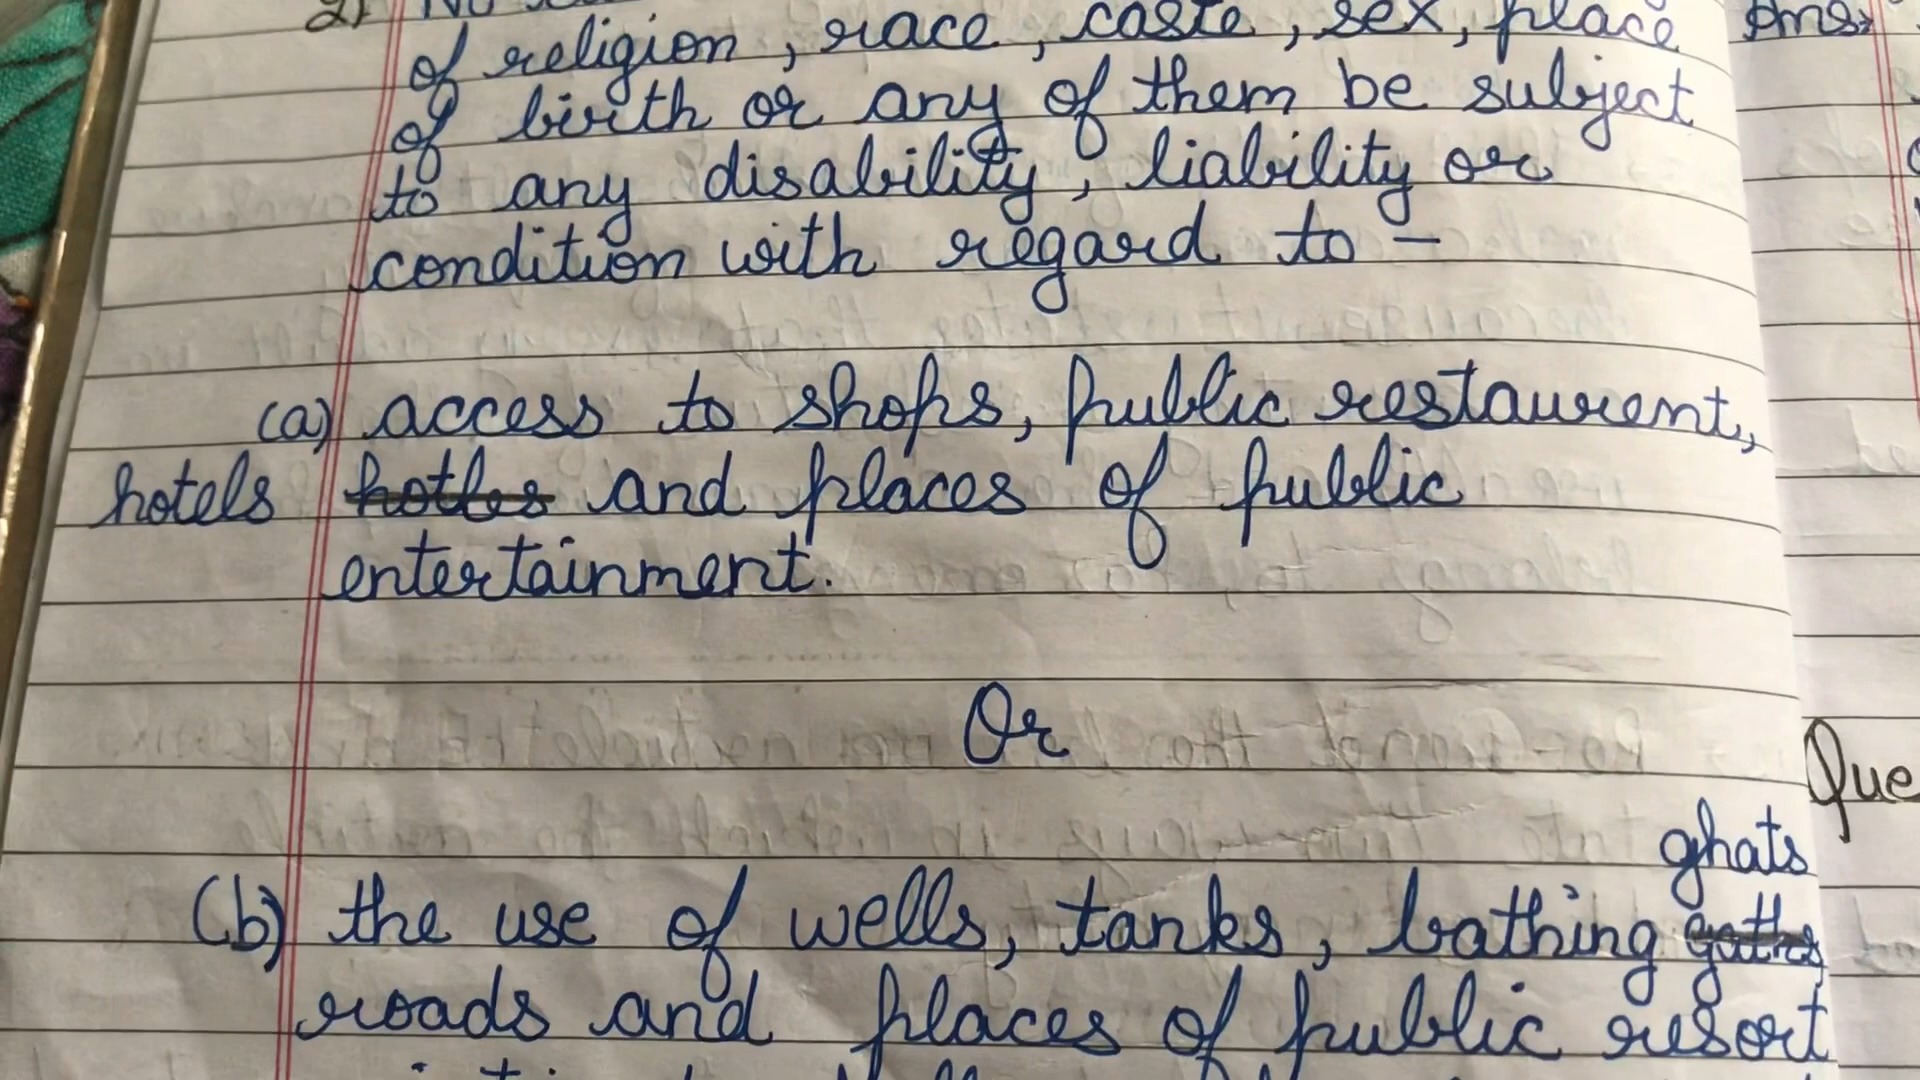 2) No
of religion, race, caste, sex, place
of birth or any of them be subject
to any disability, liability or
condition with regard to –
(a) access to shops, public restaurent,
hotels hotles and places of public
entertainment.
Or
ghats
(b) the use of wells, tanks, bathing gaths
roads and places of public resort
Ans,
Que